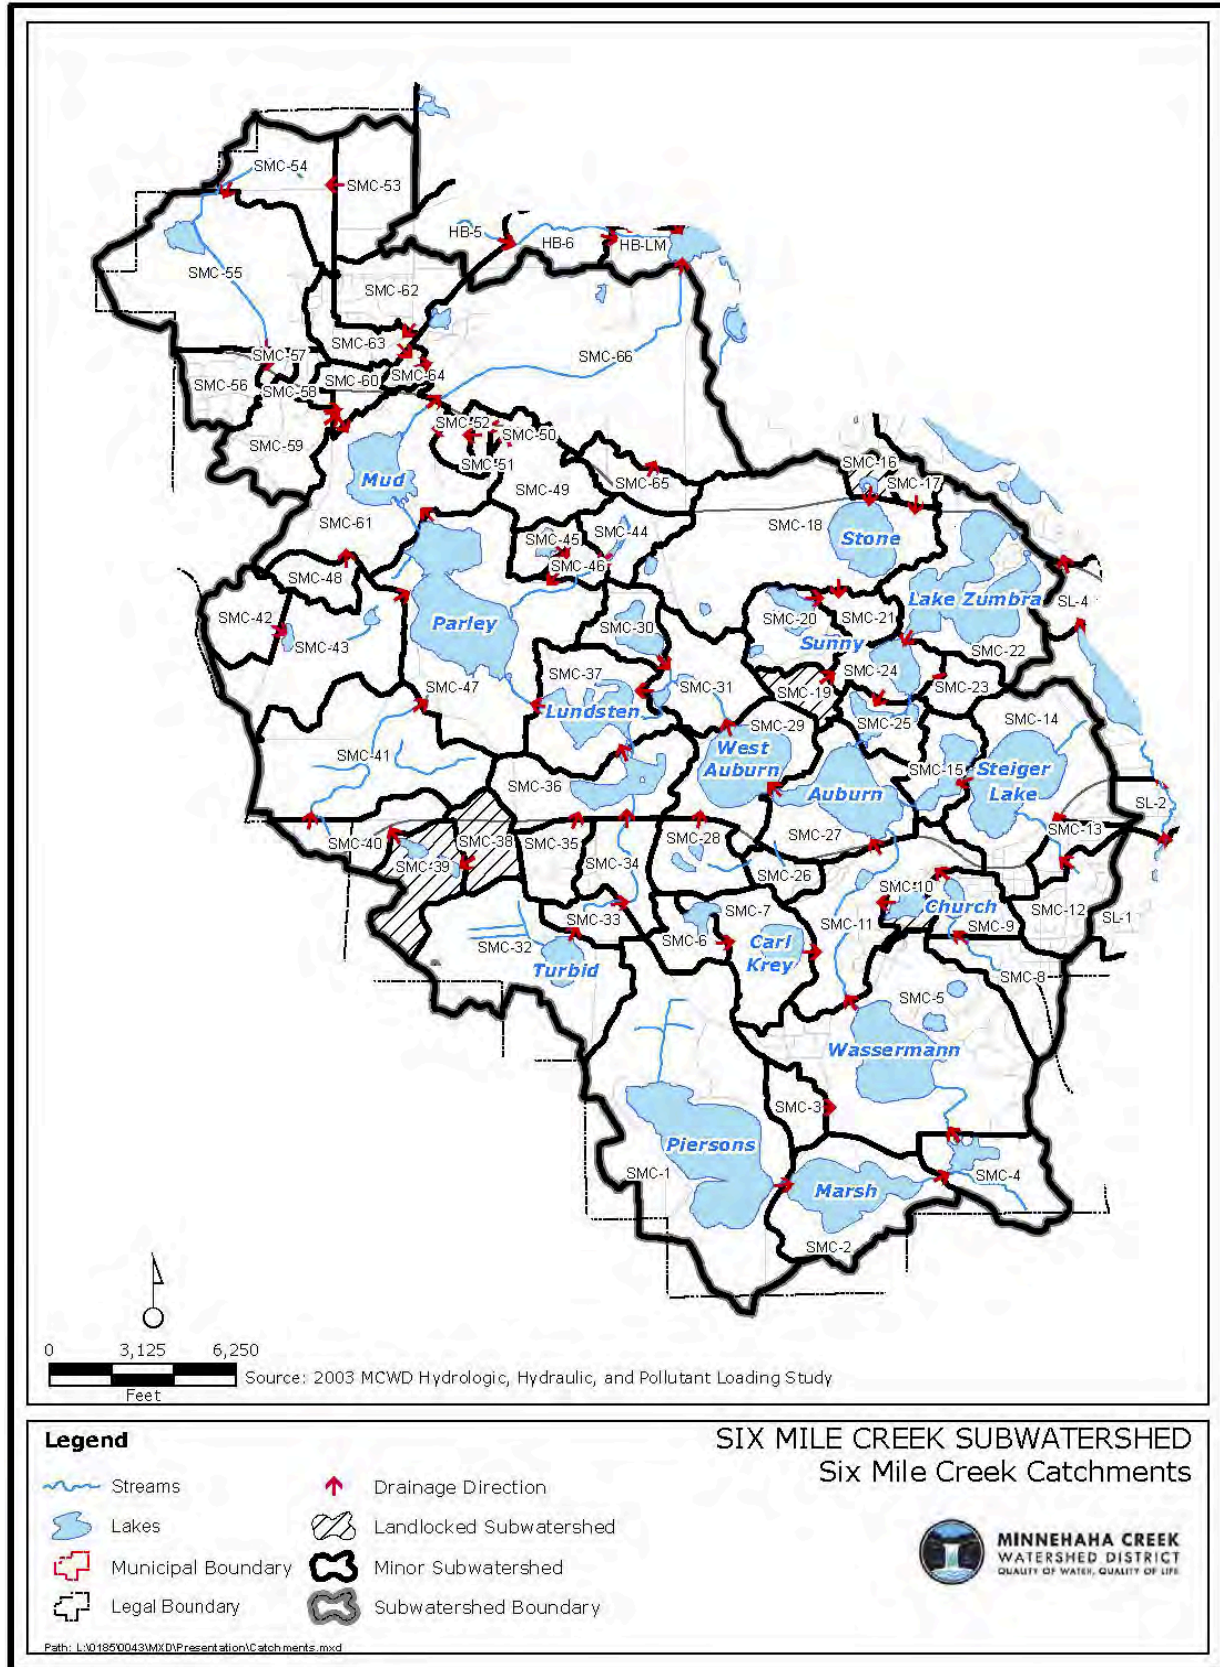 SMC-54
SMC-53
HB-5
HB-6
HB-LM
SMC-55
SMC-62
SMC-63
SMC-66
SMC-57
SMC-64
SMC-56
SMC-60
SMC-58
SMC-59
SMC-52
SMC-50
SMC-51
Mud
SMC-49
SMC-65
SMC-16
SMC-17
SMC-61
SMC-18
Stone
SMC-44
SMC-45
SMC-46
SMC-48
Lake Zumbra
SL-4
SMC-42
SMC-43
Parley
SMC-30
SMC-20
SMC-21
Sunny
SMC-22
SMC-24
SMC-37
SMC-31
SMC-19
SMC-23
SMC-47
Lundsten
SMC-29
SMC-25
SMC-14
SMC-41
West
Auburn
SMC-15
Steiger
Lake
SMC-36
Auburn
SL-2
SMC-40
SMC-38
SMC-35
SMC-28
SMC-27
SMC-13
SMC-39
SMC-34
SMC-26
SMC-10
SMC-12
SMC-33
SMC-7
SMC-11
Church
SMC-9
SL-1
SMC-32
SMC-6
Carl
Krey
Turbid
SMC-8
SMC-5
Wassermann
SMC-3
Piersons
SMC-1
Marsh
SMC-4
SMC-2
0 3,125 6,250
Feet
Source: 2003 MCWD Hydrologic, Hydraulic, and Pollutant Loading Study
Legend
Streams
Lakes
Municipal Boundary
Legal Boundary
Drainage Direction
Landlocked Subwatershed
Minor Subwatershed
Subwatershed Boundary
SIX MILE CREEK SUBWATERSHED
Six Mile Creek Catchments
MINNEHAHA CREEK
WATERSHED DISTRICT
QUALITY OF WATER, QUALITY OF LIFE
Path: L:\0185\0043\MXD\Presentation\Catchments.mxd